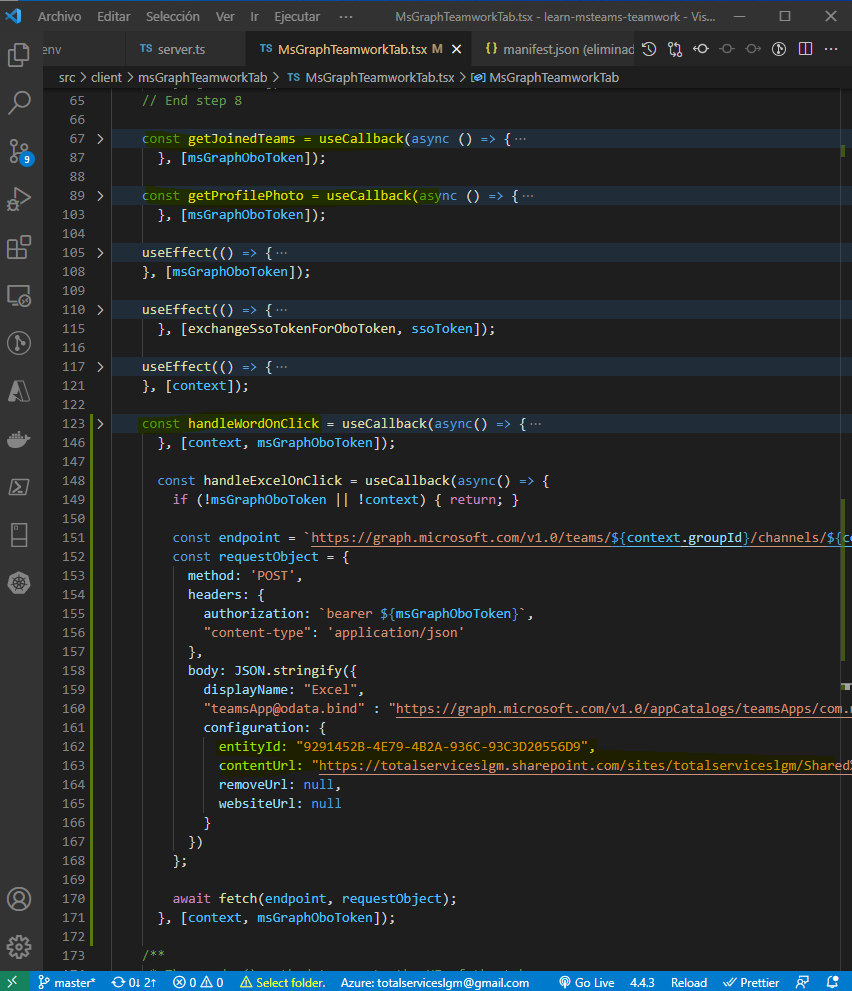 Archivo Editar Selección Ver Ir Ejecutar ··· MsGraphTeamworkTab.tsx - learn-msteams-teamwork - Vis...
env TS server.ts TS MsGraphTeamworkTab.tsx M {} manifest.json (eliminad
src > client > msGraphTeamworkTab > TS MsGraphTeamworkTab.tsx > MsGraphTeamworkTab
65 // End step 8
66
67 const getJoinedTeams = useCallback(async () => { ···
87 }, [msGraphOboToken]);
88
89 const getProfilePhoto = useCallback(async () => { ···
103 }, [msGraphOboToken]);
104
105 useEffect(() => { ···
108 }, [msGraphOboToken]);
109
110 useEffect(() => { ···
115 }, [exchangeSsoTokenForOboToken, ssoToken]);
116
117 useEffect(() => { ···
121 }, [context]);
122
123 const handleWordOnClick = useCallback(async() => { ···
146 }, [context, msGraphOboToken]);
147
148 const handleExcelOnClick = useCallback(async() => {
149 if (!msGraphOboToken || !context) { return; }
150
151 const endpoint = `https://graph.microsoft.com/v1.0/teams/${context.groupId}/channels/${co
152 const requestObject = {
153 method: 'POST',
154 headers: {
155 authorization: `bearer ${msGraphOboToken}`,
156 "content-type": 'application/json'
157 },
158 body: JSON.stringify({
159 displayName: "Excel",
160 "teamsApp@odata.bind" : "https://graph.microsoft.com/v1.0/appCatalogs/teamsApps/com.
161 configuration: {
162 entityId: "9291452B-4E79-4B2A-936C-93C3D20556D9",
163 contentUrl: "https://totalserviceslgm.sharepoint.com/sites/totalserviceslgm/Shared
164 removeUrl: null,
165 websiteUrl: null
166 }
167 })
168 };
169
170 await fetch(endpoint, requestObject);
171 }, [context, msGraphOboToken]);
172
173 /**
9
master* 0↓ 2↑ 0 0 Select folder. Azure: totalserviceslgm@gmail.com Go Live 4.4.3 Reload Prettier